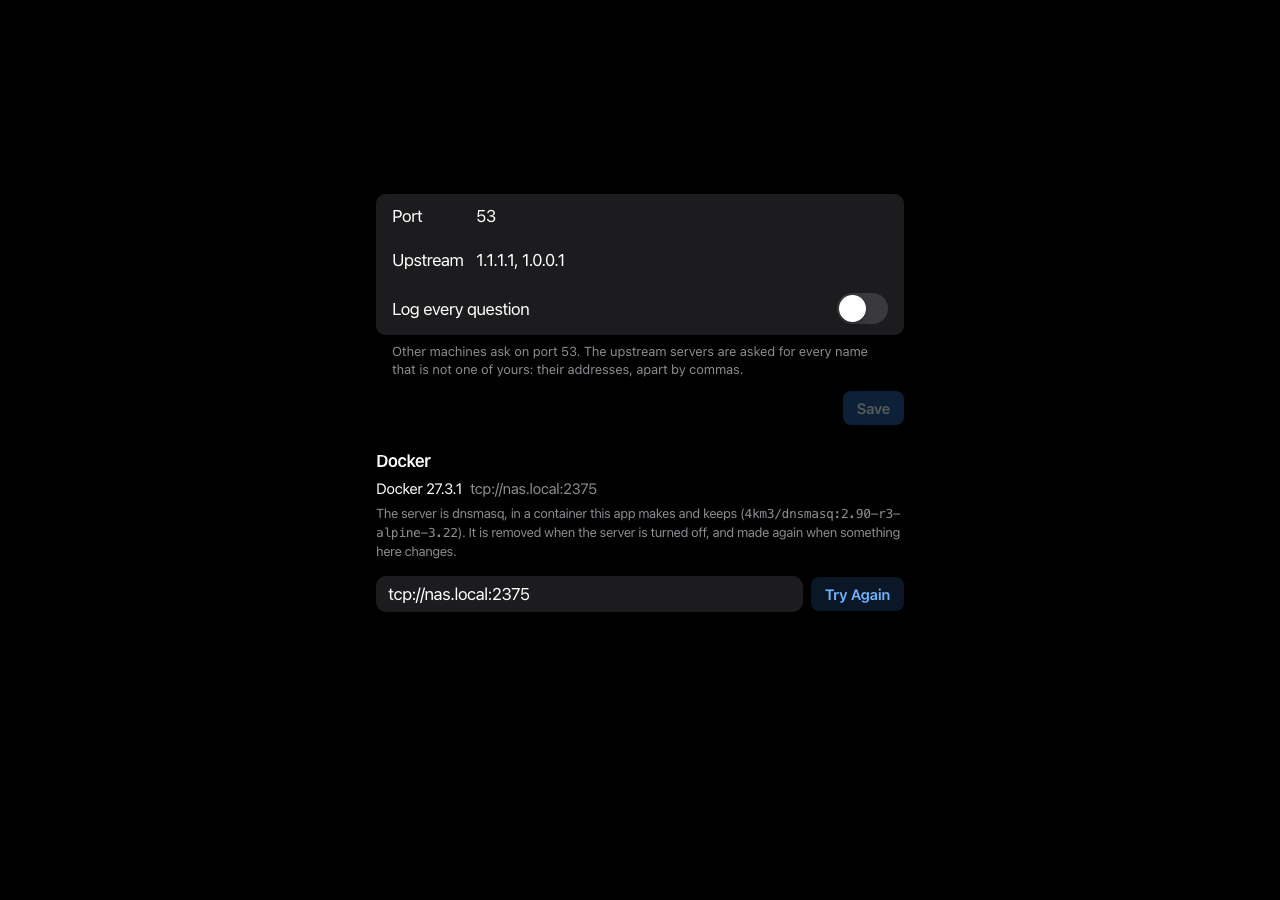 Port 53
Upstream 1.1.1.1, 1.0.0.1
Log every question
Other machines ask on port 53. The upstream servers are asked for every name
that is not one of yours: their addresses, apart by commas.
Save
Docker
Docker 27.3.1 tcp://nas.local:2375
The server is dnsmasq, in a container this app makes and keeps (4km3/dnsmasq:2.90-r3-
alpine-3.22). It is removed when the server is turned off, and made again when something
here changes.
tcp://nas.local:2375 Try Again